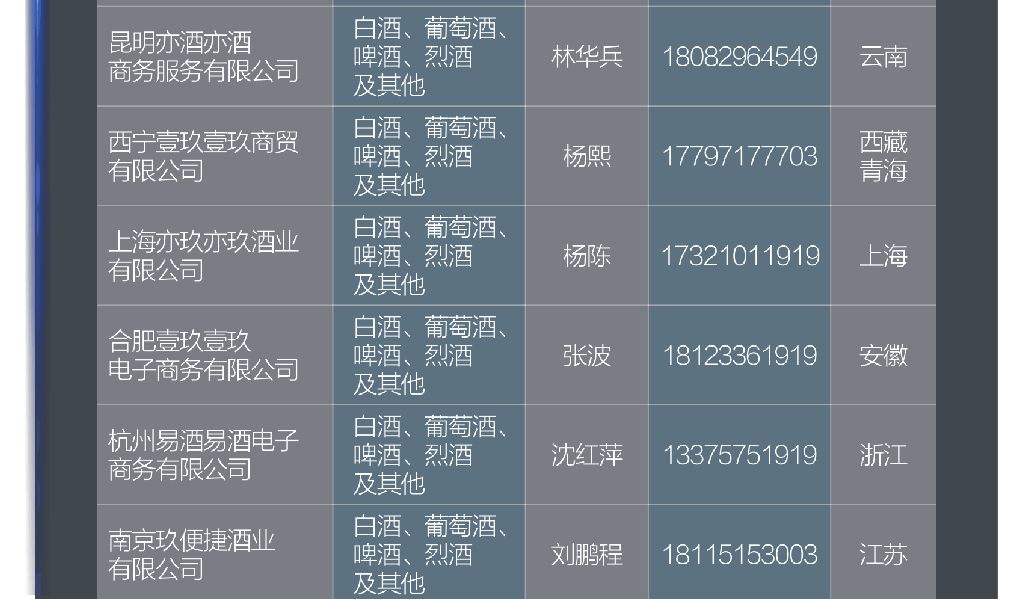 昆明亦酒亦酒
商务服务有限公司
白酒、葡萄酒、
啤酒、烈酒
及其他
林华兵
18082964549
云南
西宁壹玖壹玖商贸
有限公司
白酒、葡萄酒、
啤酒、烈酒
及其他
杨熙
17797177703
西藏
青海
上海亦玖亦玖酒业
有限公司
白酒、葡萄酒、
啤酒、烈酒
及其他
杨陈
17321011919
上海
合肥壹玖壹玖
电子商务有限公司
白酒、葡萄酒、
啤酒、烈酒
及其他
张波
18123361919
安徽
杭州易酒易酒电子
商务有限公司
白酒、葡萄酒、
啤酒、烈酒
及其他
沈红萍
13375751919
浙江
南京玖便捷酒业
有限公司
白酒、葡萄酒、
啤酒、烈酒
及其他
刘鹏程
18115153003
江苏